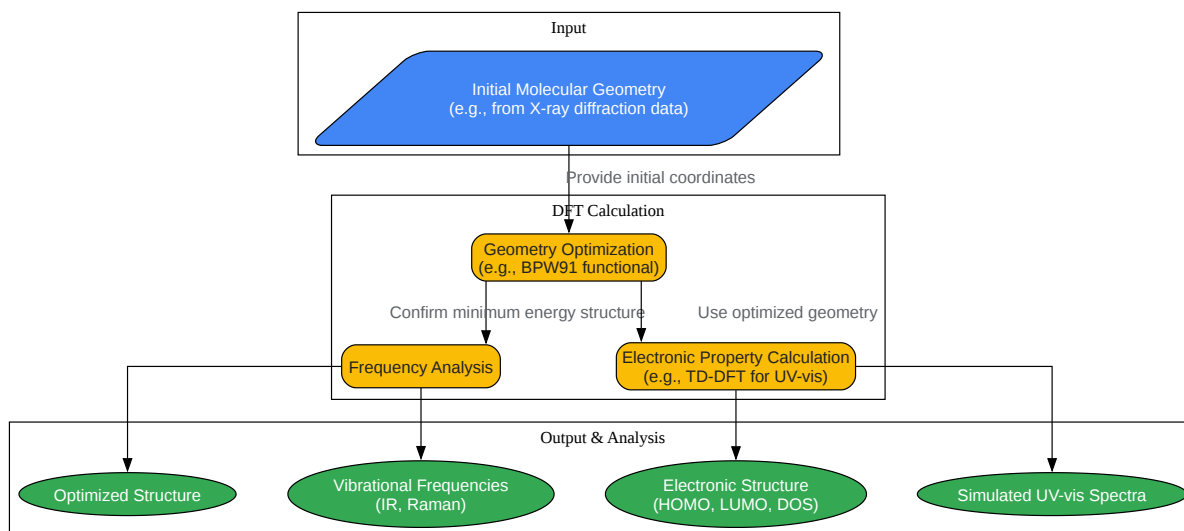 Input
Initial Molecular Geometry
(e.g., from X-ray diffraction data)
Provide initial coordinates
DFT Calculation
Geometry Optimization
(e.g., BPW91 functional)
Confirm minimum energy structure
Use optimized geometry
Frequency Analysis
Electronic Property Calculation
(e.g., TD-DFT for UV-vis)
Output & Analysis
Optimized Structure
Vibrational Frequencies
(IR, Raman)
Electronic Structure
(HOMO, LUMO, DOS)
Simulated UV-vis Spectra